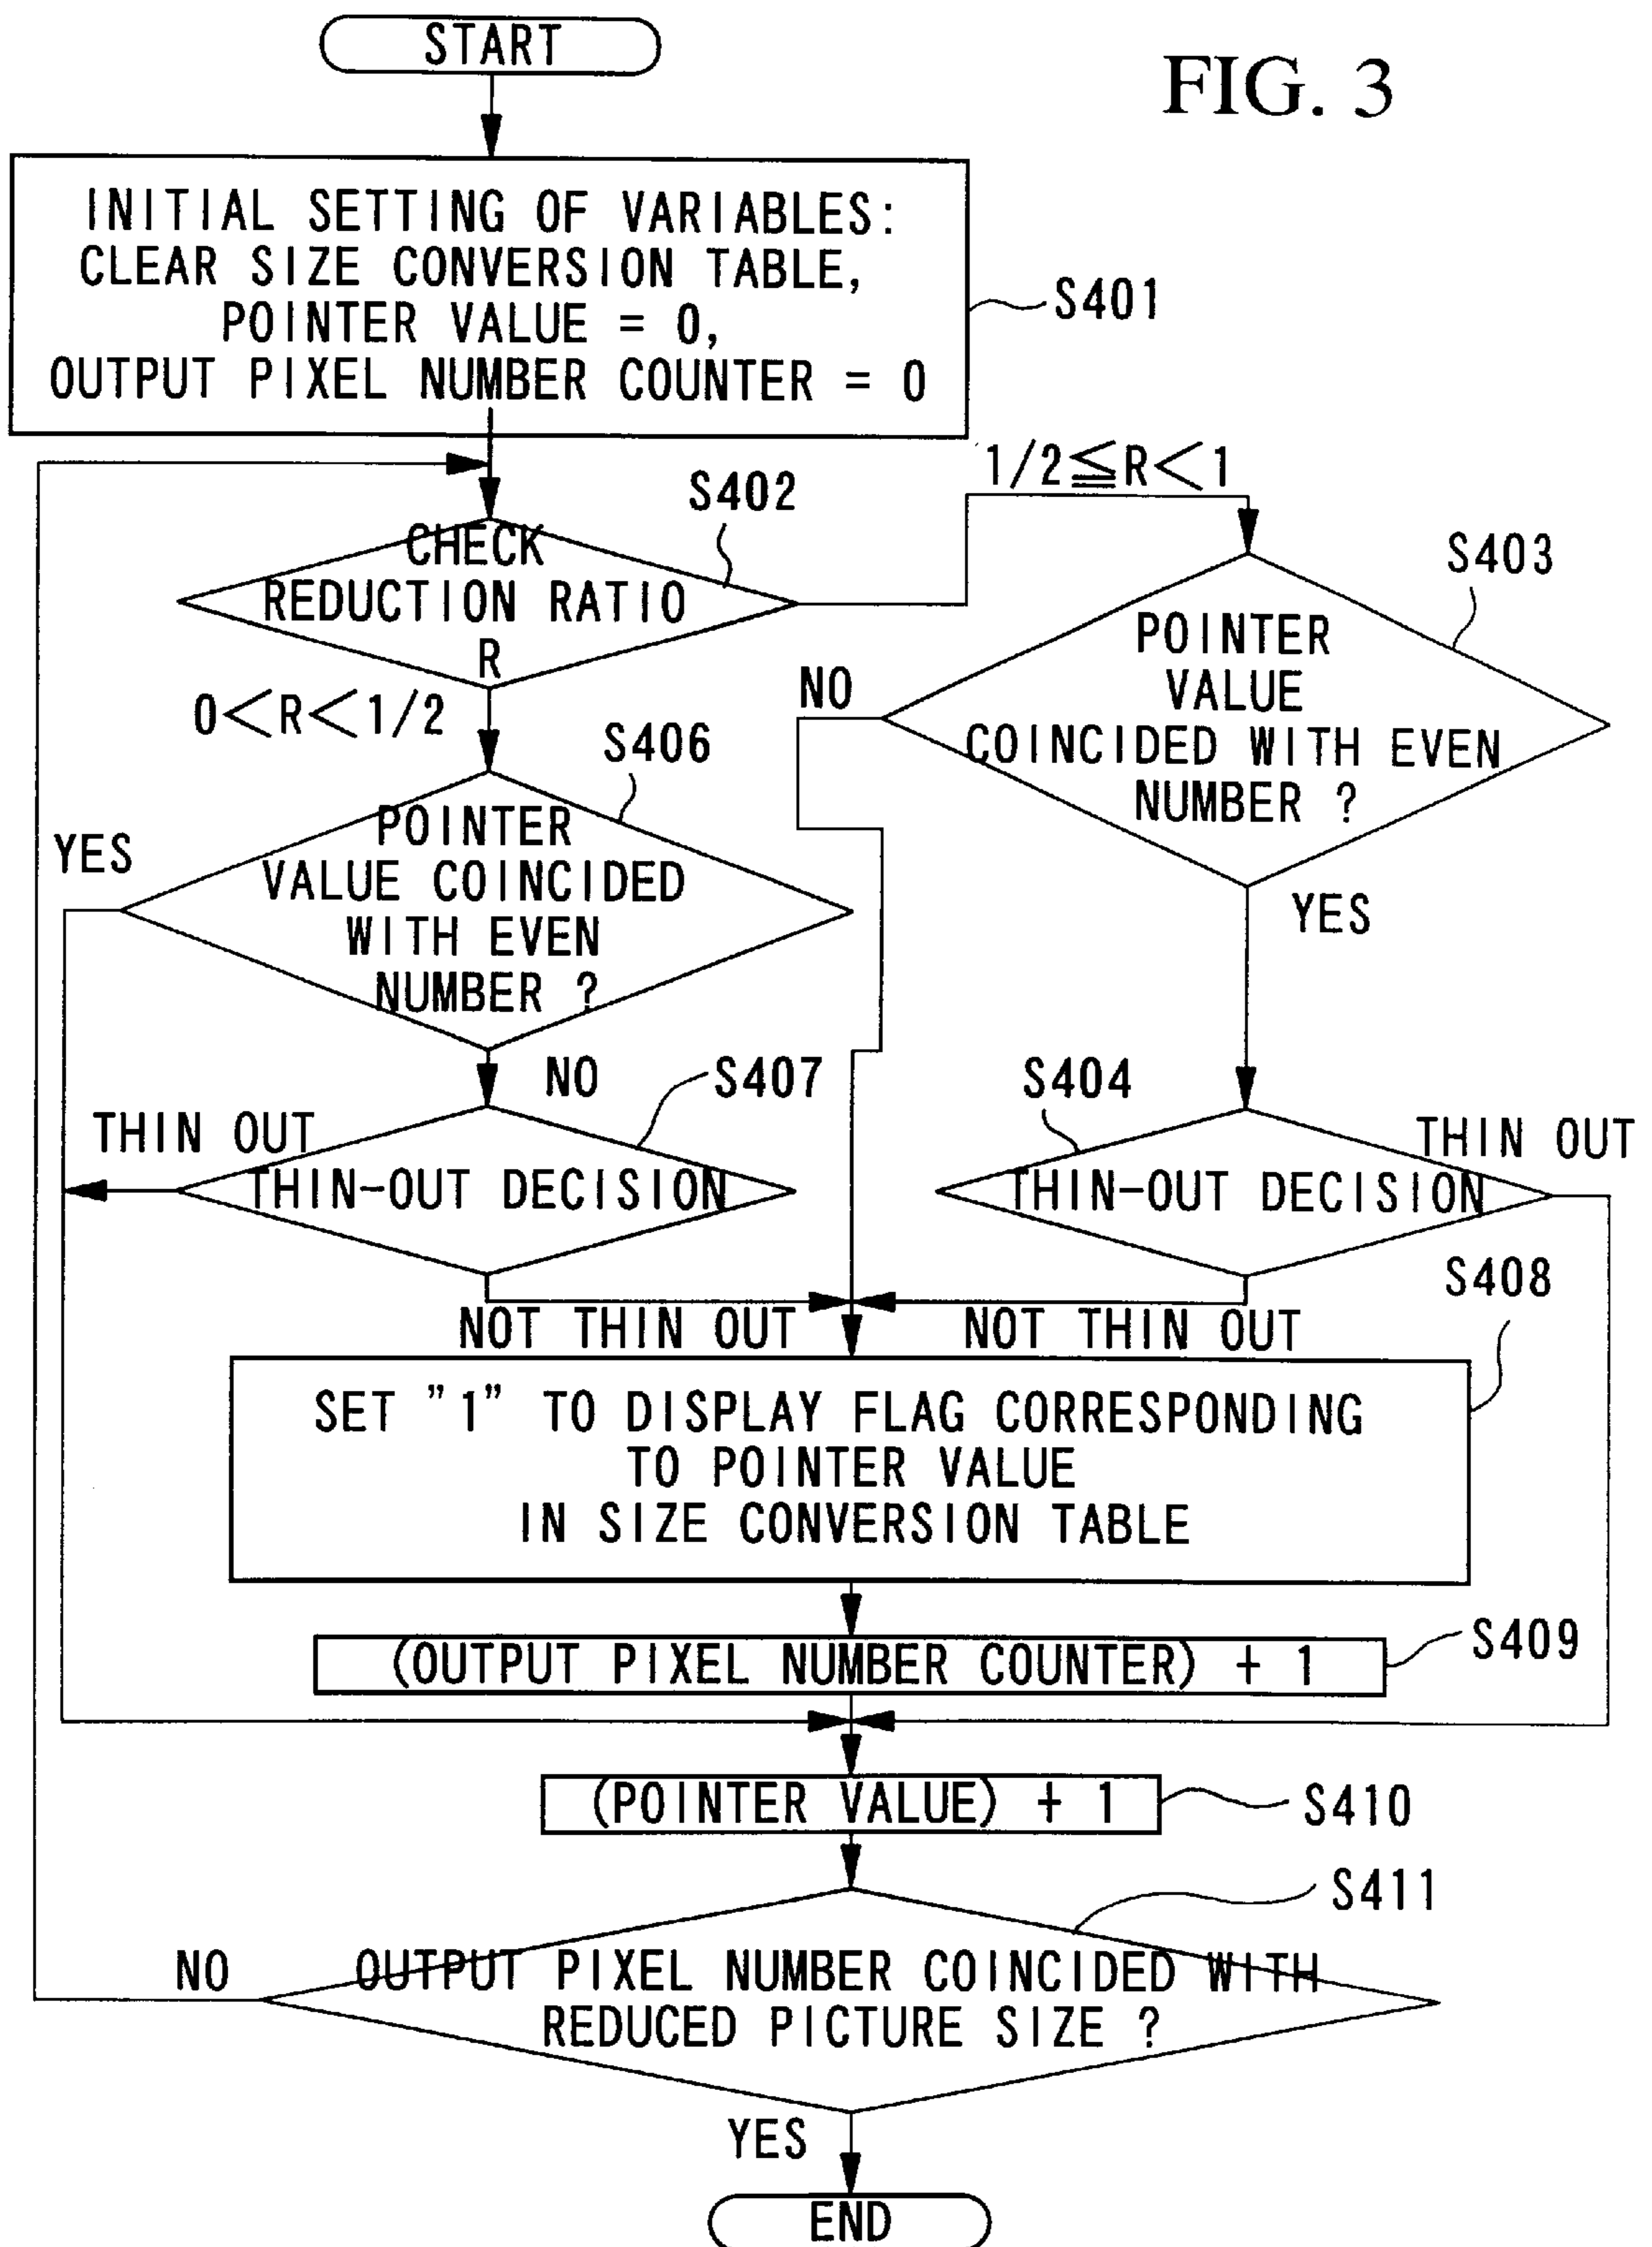 START
FIG. 3
INITIAL SETTING OF VARIABLES:
CLEAR SIZE CONVERSION TABLE,
POINTER VALUE = 0,
OUTPUT PIXEL NUMBER COUNTER = 0
S401
1/2≦R<1
S402
CHECK
REDUCTION RATIO
R
S403
POINTER
VALUE
COINCIDED WITH EVEN
NUMBER ?
NO
YES
0<R<1/2
S406
POINTER
VALUE COINCIDED
WITH EVEN
NUMBER ?
YES
NO
S407
THIN OUT
THIN-OUT DECISION
S404
THIN OUT
THIN-OUT DECISION
NOT THIN OUT
NOT THIN OUT
S408
SET "1" TO DISPLAY FLAG CORRESPONDING
TO POINTER VALUE
IN SIZE CONVERSION TABLE
(OUTPUT PIXEL NUMBER COUNTER) + 1
S409
(POINTER VALUE) + 1
S410
S411
NO
OUTPUT PIXEL NUMBER COINCIDED WITH
REDUCED PICTURE SIZE ?
YES
END